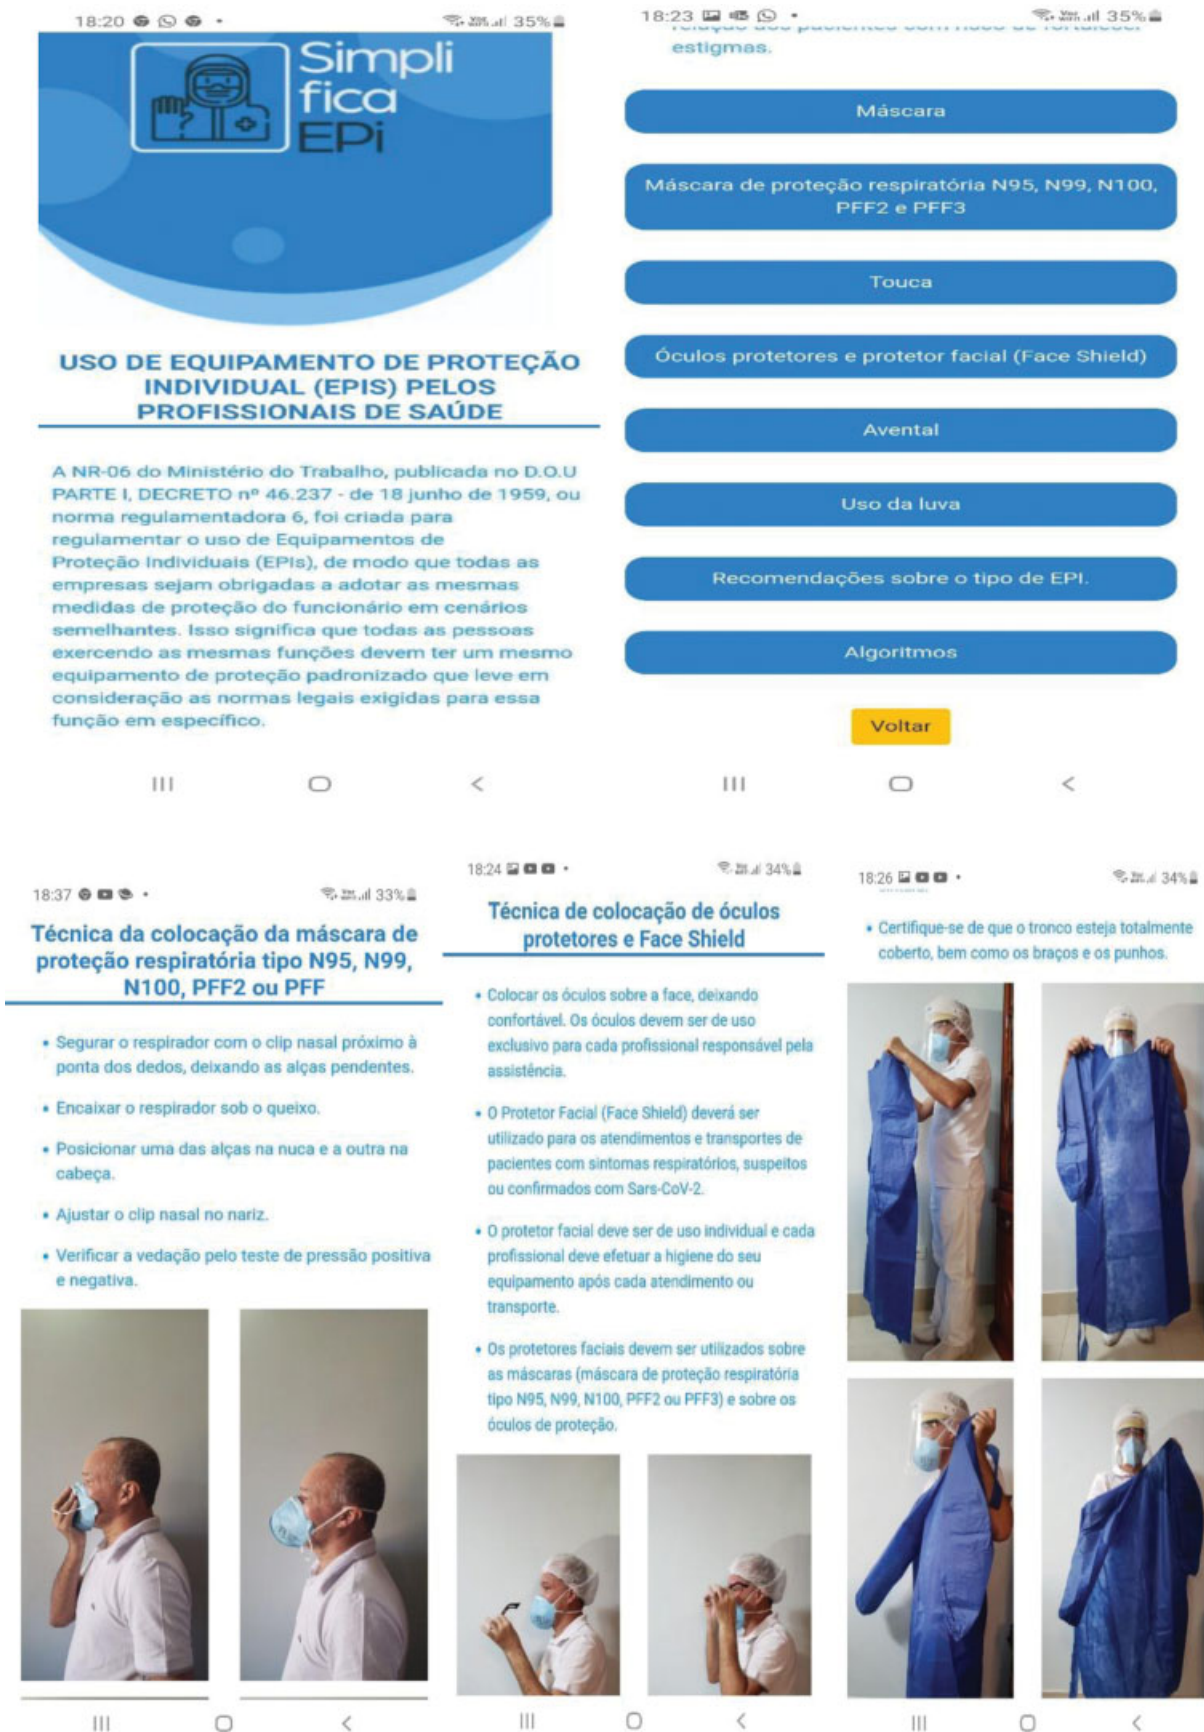 18:20
35%
Simpli
fica
EPi
USO DE EQUIPAMENTO DE PROTEÇÃO
INDIVIDUAL (EPIS) PELOS
PROFISSIONAIS DE SAÚDE
A NR-06 do Ministério do Trabalho, publicada no D.O.U
PARTE I, DECRETO nº 46.237 - de 18 junho de 1959, ou
norma regulamentadora 6, foi criada para
regulamentar o uso de Equipamentos de
Proteção Individuais (EPIs), de modo que todas as
empresas sejam obrigadas a adotar as mesmas
medidas de proteção do funcionário em cenários
semelhantes. Isso significa que todas as pessoas
exercendo as mesmas funções devem ter um mesmo
equipamento de proteção padronizado que leve em
consideração as normas legais exigidas para essa
função em específico.
18:23
35%
relação aos pacientes com risco de fortalecer
estigmas.
Máscara
Máscara de proteção respiratória N95, N99, N100,
PFF2 e PFF3
Touca
Óculos protetores e protetor facial (Face Shield)
Avental
Uso da luva
Recomendações sobre o tipo de EPI.
Algoritmos
Voltar
18:37
33%
Técnica da colocação da máscara de
proteção respiratória tipo N95, N99,
N100, PFF2 ou PFF
• Segurar o respirador com o clip nasal próximo à
ponta dos dedos, deixando as alças pendentes.
• Encaixar o respirador sob o queixo.
• Posicionar uma das alças na nuca e a outra na
cabeça.
• Ajustar o clip nasal no nariz.
• Verificar a vedação pelo teste de pressão positiva
e negativa.
18:24
34%
Técnica de colocação de óculos
protetores e Face Shield
• Colocar os óculos sobre a face, deixando
confortável. Os óculos devem ser de uso
exclusivo para cada profissional responsável pela
assistência.
• O Protetor Facial (Face Shield) deverá ser
utilizado para os atendimentos e transportes de
pacientes com sintomas respiratórios, suspeitos
ou confirmados com Sars-CoV-2.
• O protetor facial deve ser de uso individual e cada
profissional deve efetuar a higiene do seu
equipamento após cada atendimento ou
transporte.
• Os protetores faciais devem ser utilizados sobre
as máscaras (máscara de proteção respiratória
tipo N95, N99, N100, PFF2 ou PFF3) e sobre os
óculos de proteção.
18:26
34%
• Certifique-se de que o tronco esteja totalmente
coberto, bem como os braços e os punhos.